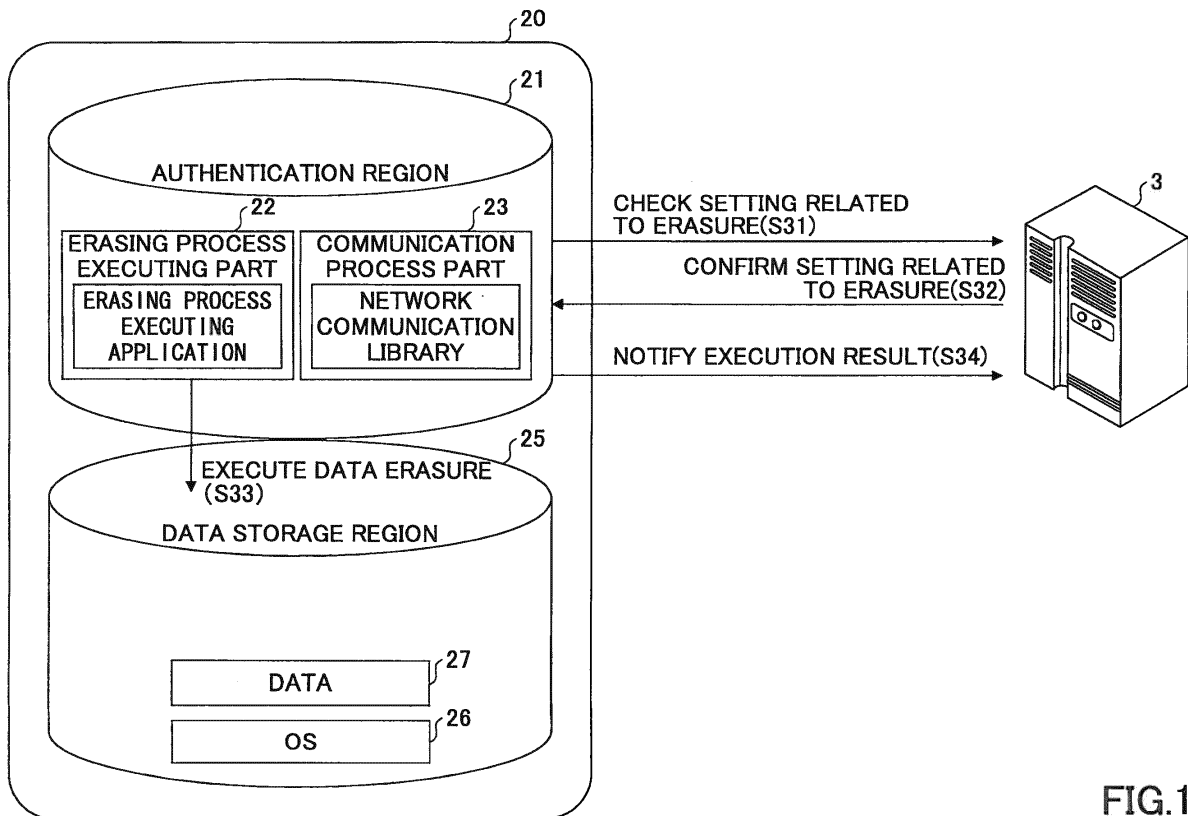 20
21
AUTHENTICATION REGION
22
23
ERASING PROCESS
EXECUTING PART
ERASING PROCESS
EXECUTING
APPLICATION
COMMUNICATION
PROCESS PART
NETWORK
COMMUNICATION
LIBRARY
CHECK SETTING RELATED
TO ERASURE(S31)
CONFIRM SETTING RELATED
TO ERASURE(S32)
NOTIFY EXECUTION RESULT(S34)
3
25
EXECUTE DATA ERASURE
(S33)
DATA STORAGE REGION
27
DATA
26
OS
FIG.1